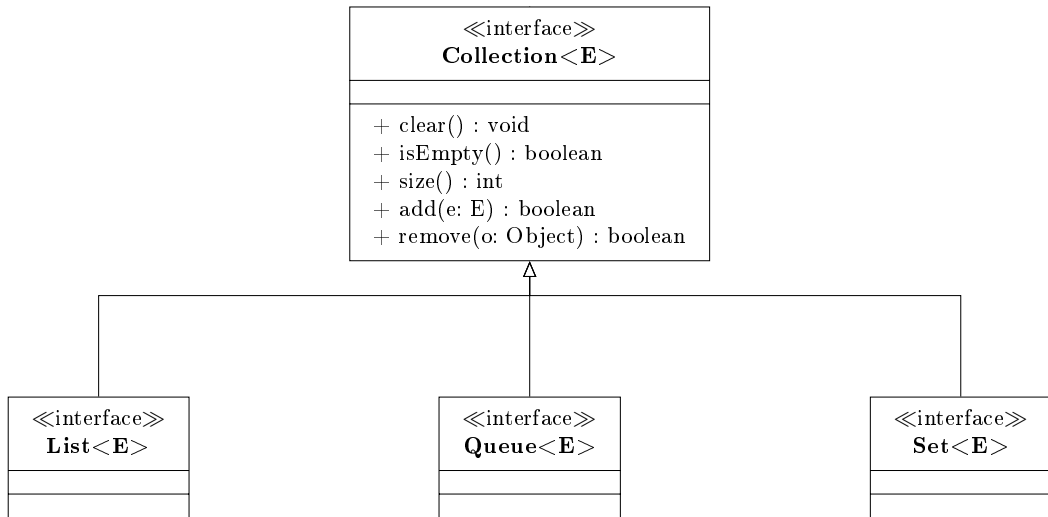 ≪interface≫
Collection<E>
+ clear() : void
+ isEmpty() : boolean
+ size() : int
+ add(e: E) : boolean
+ remove(o: Object) : boolean
≪interface≫
List<E>
≪interface≫
Queue<E>
≪interface≫
Set<E>